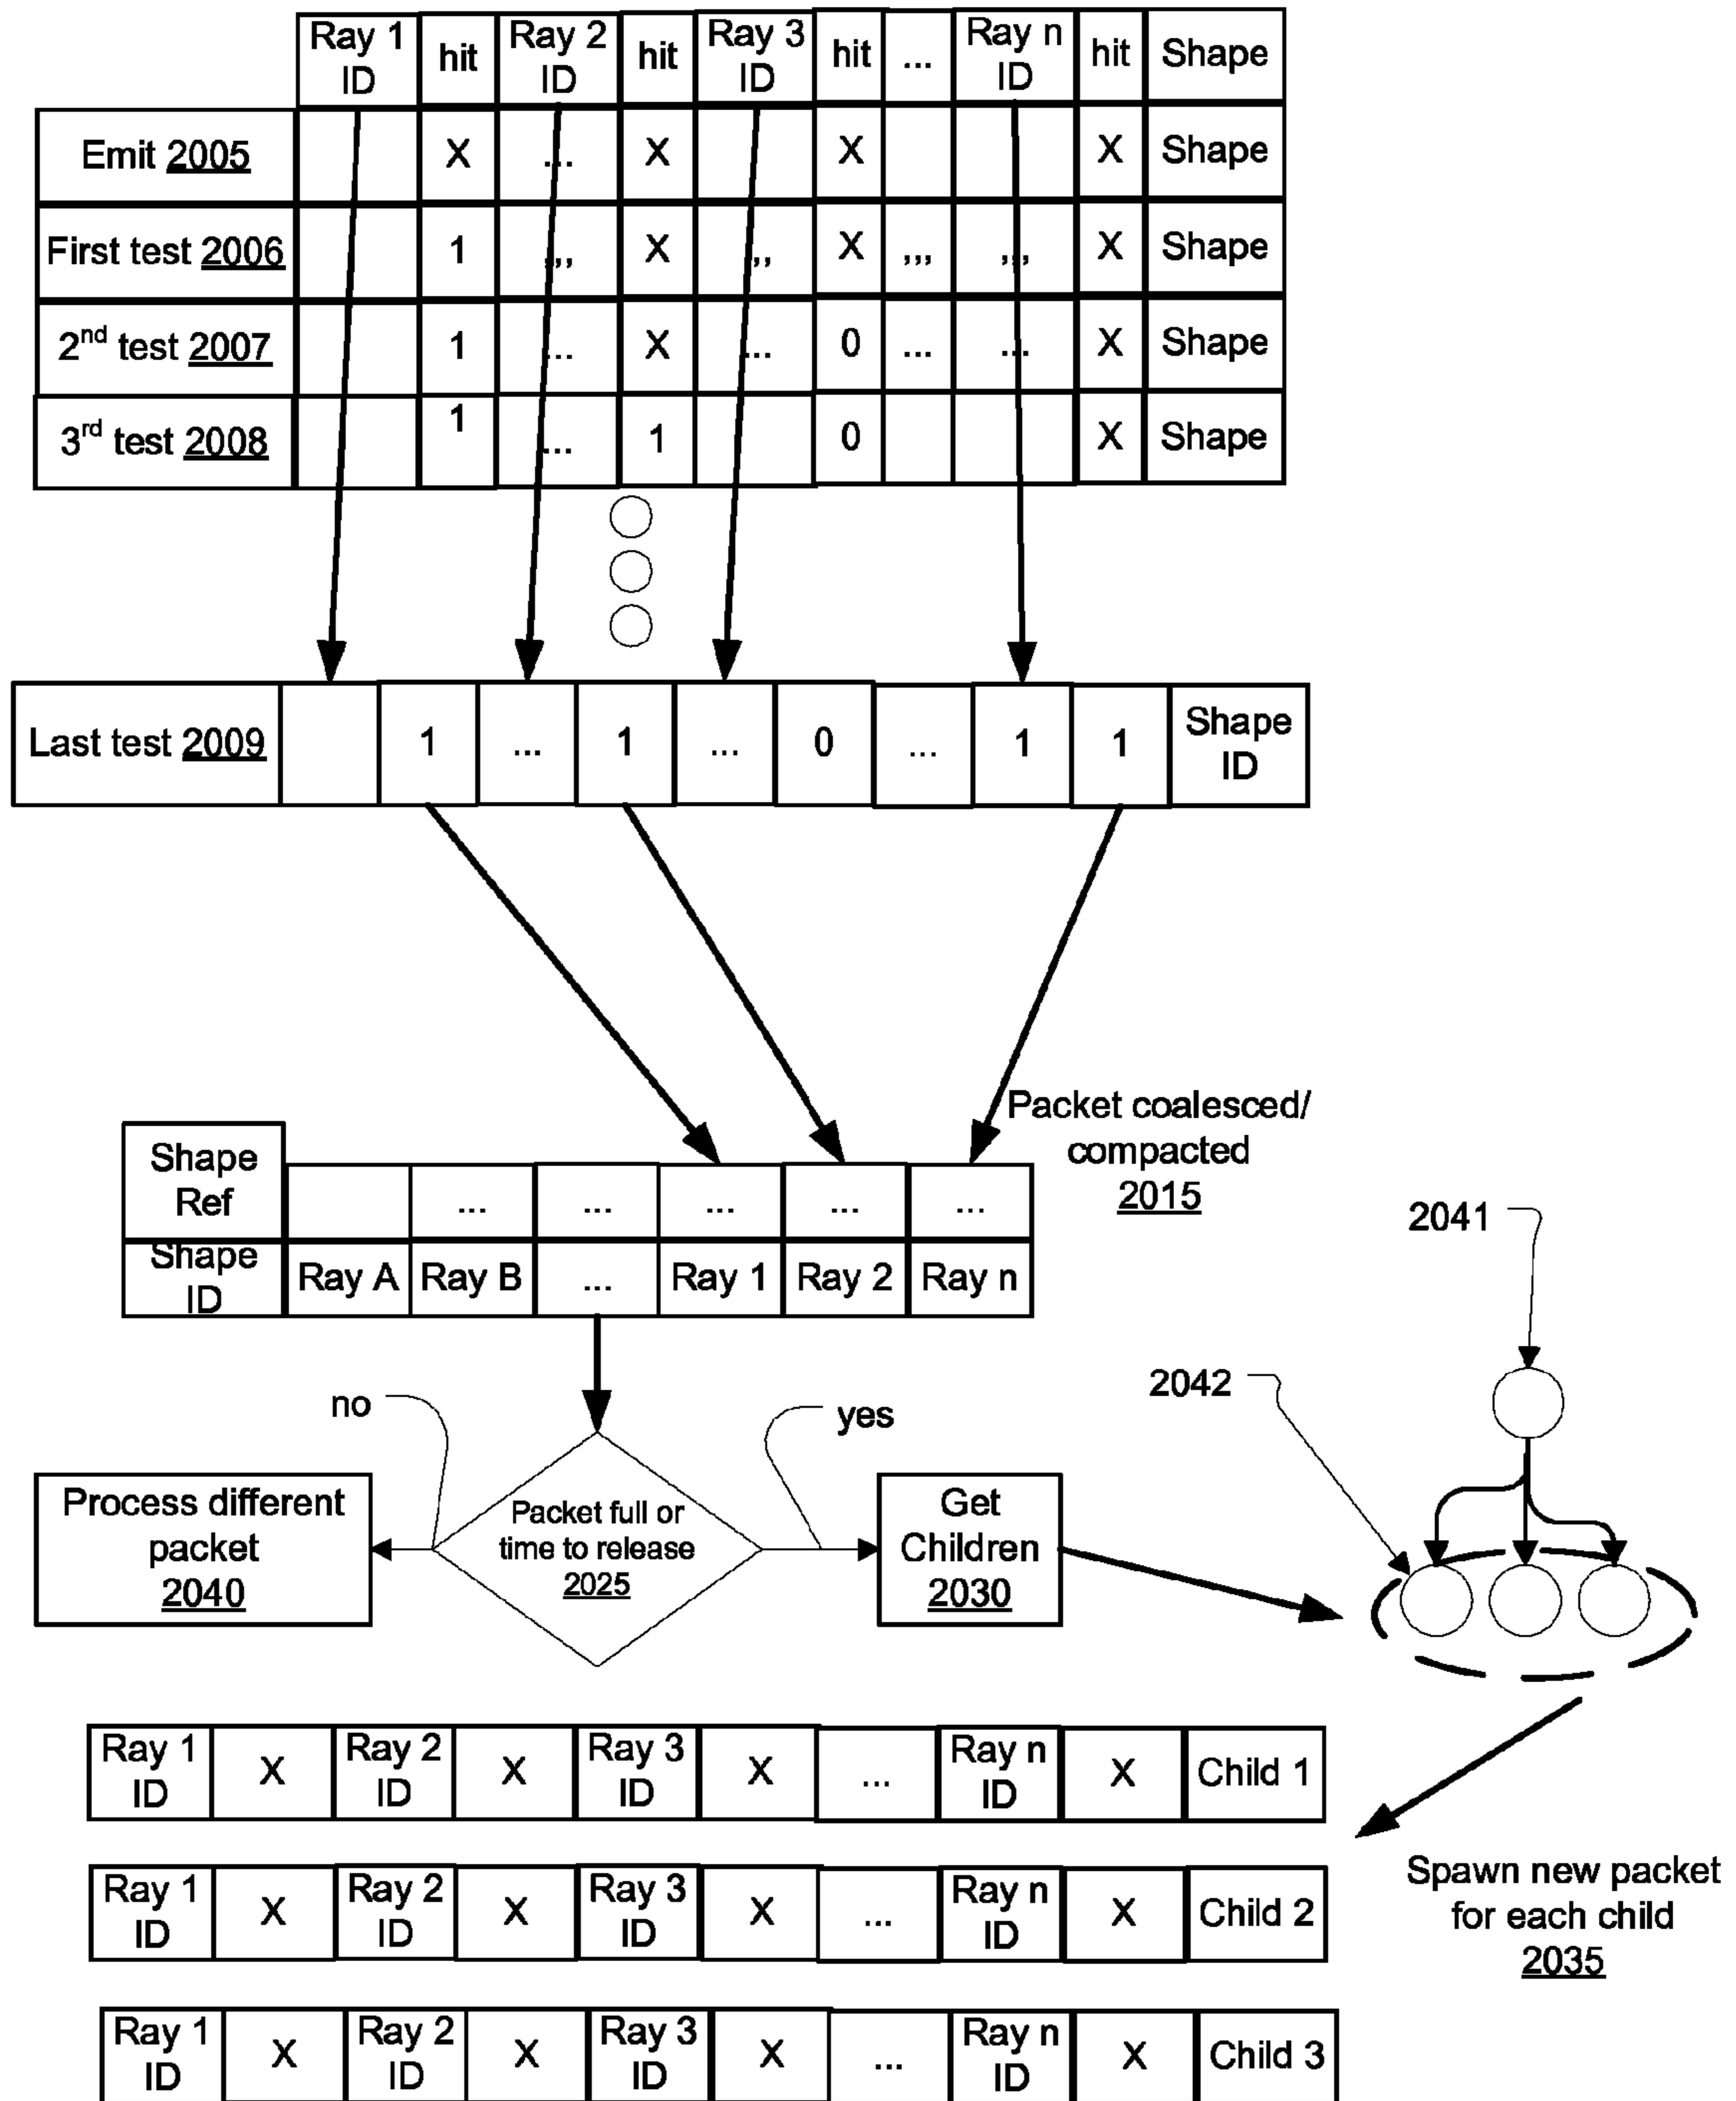 Ray 1 ID hit Ray 2 ID hit Ray 3 ID hit ... Ray n ID hit Shape
Emit 2005 X ... X X X Shape
First test 2006 1 ,,, X ,, X ,,, ,,, X Shape
2nd test 2007 1 ... X ... 0 ... ... X Shape
3rd test 2008 1 ... 1 0 X Shape
Last test 2009 1 ... 1 ... 0 ... 1 1 Shape ID
Packet coalesced/
compacted
2015
Shape Ref ... ... ... ... ...
Shape ID Ray A Ray B ... Ray 1 Ray 2 Ray n
2041
2042
no
yes
Process different
packet
2040
Packet full or
time to release
2025
Get
Children
2030
Ray 1 ID X Ray 2 ID X Ray 3 ID X ... Ray n ID X Child 1
Ray 1 ID X Ray 2 ID X Ray 3 ID X ... Ray n ID X Child 2
Ray 1 ID X Ray 2 ID X Ray 3 ID X ... Ray n ID X Child 3
Spawn new packet
for each child
2035